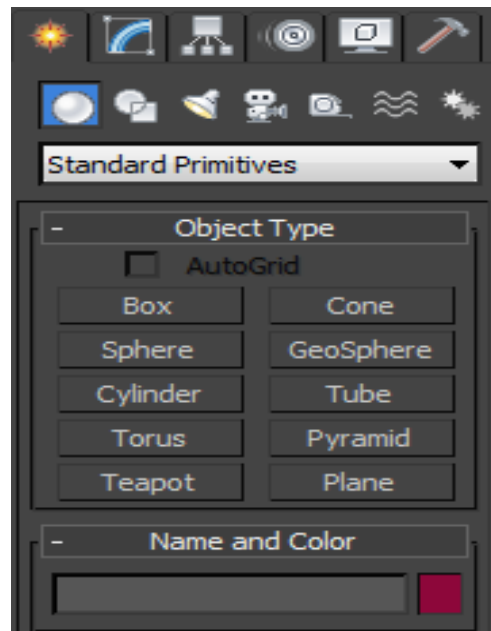 Standard Primitives
- Object Type
AutoGrid
Box Cone
Sphere GeoSphere
Cylinder Tube
Torus Pyramid
Teapot Plane
- Name and Color